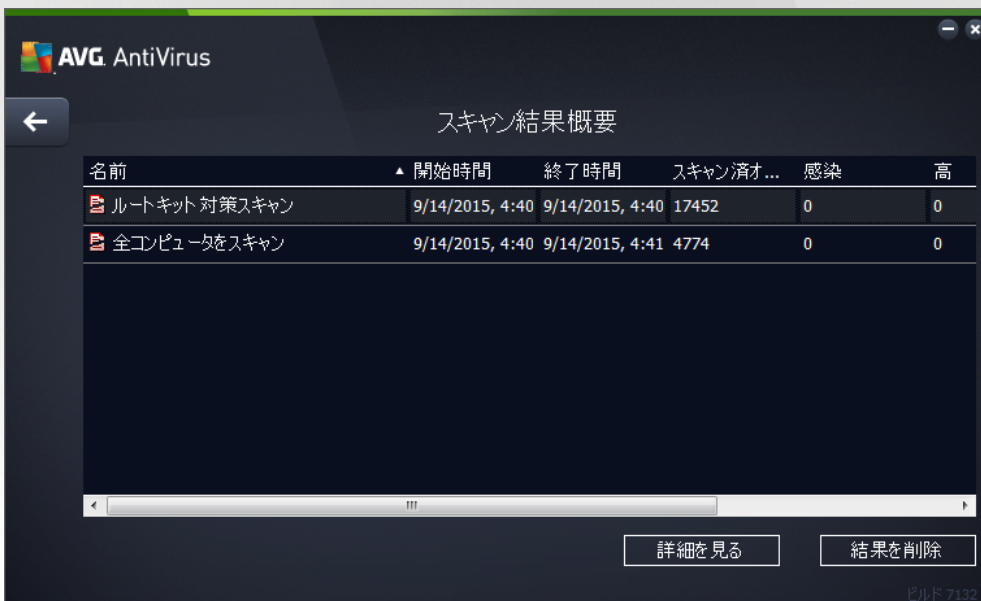 AVG. AntiVirus
スキャン結果概要
名前 開始時間 終了時間 スキャン済オ... 感染 高
ルートキット対策スキャン 9/14/2015, 4:40 9/14/2015, 4:40 17452 0 0
全コンピュータをスキャン 9/14/2015, 4:40 9/14/2015, 4:41 4774 0 0
詳細を見る 結果を削除
ビルド 7132